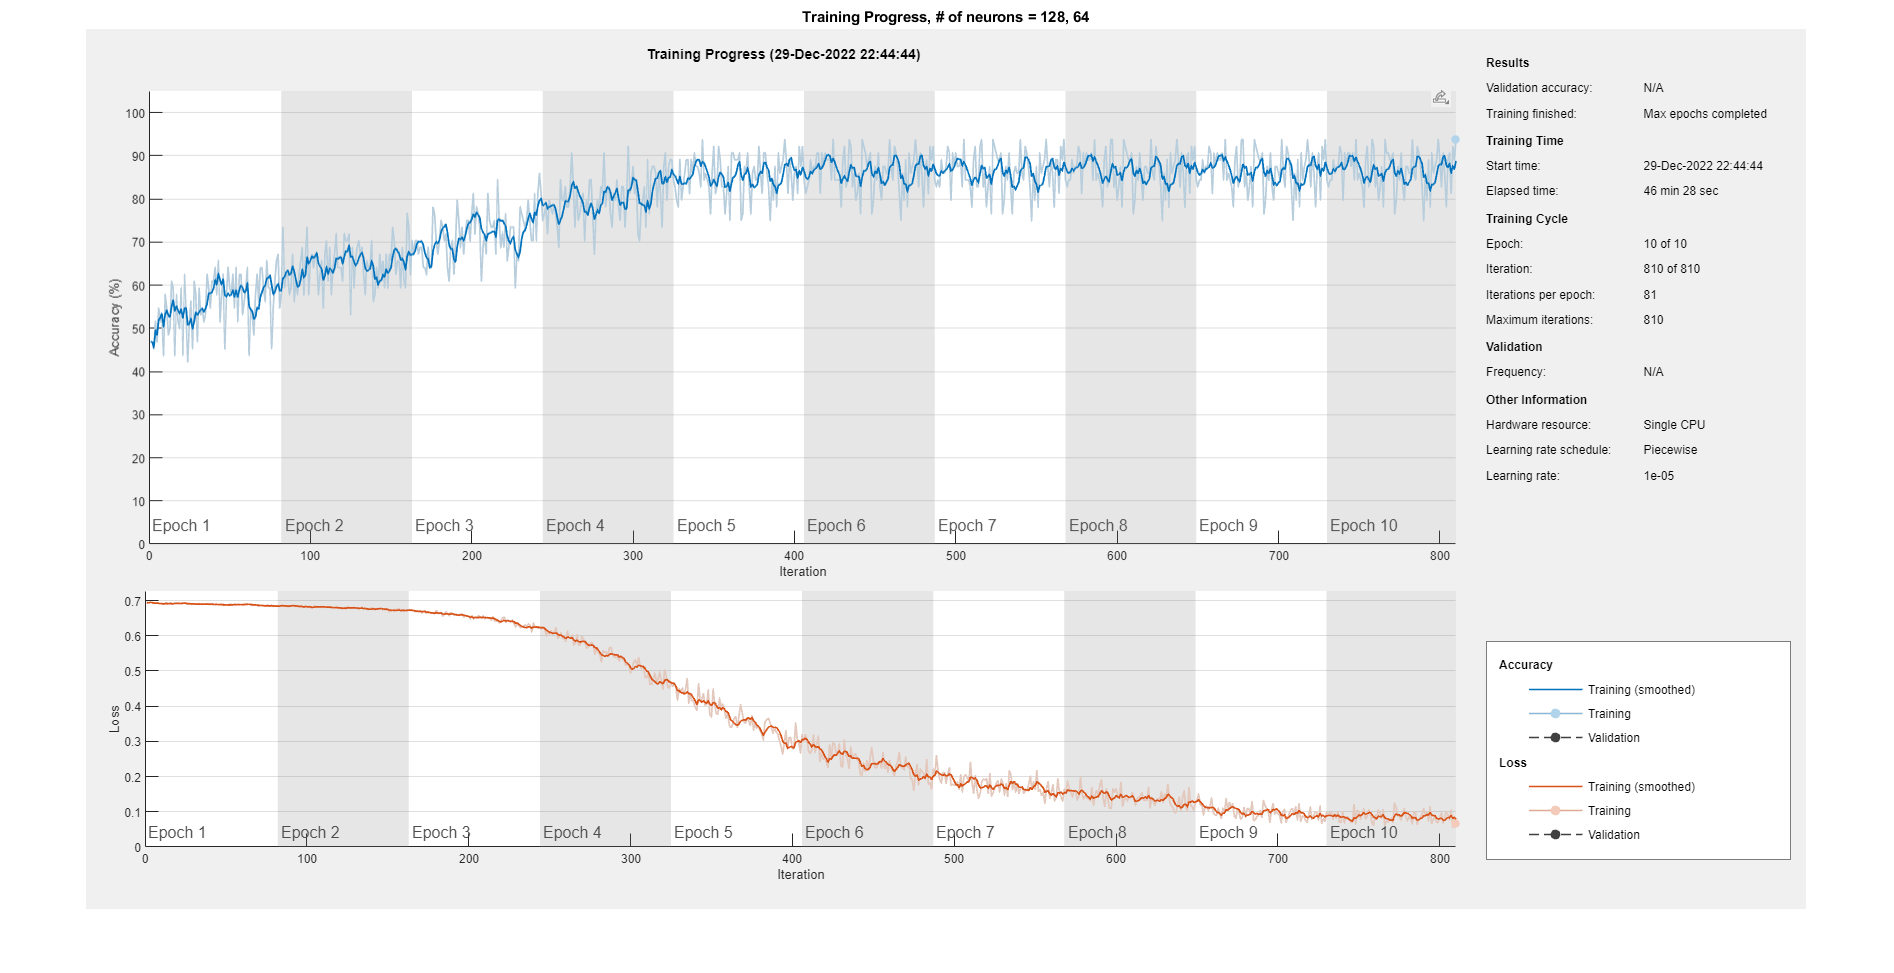 Training Progress, # of neurons = 128, 64
Training Progress (29-Dec-2022 22:44:44)
100
90
80
70
60
50
40
30
20
10
0
Accuracy (%)
Epoch 1 Epoch 2 Epoch 3 Epoch 4 Epoch 5 Epoch 6 Epoch 7 Epoch 8 Epoch 9 Epoch 10
0 100 200 300 400 500 600 700 800
Iteration
0.7
0.6
0.5
0.4
0.3
0.2
0.1
0
Loss
Epoch 1 Epoch 2 Epoch 3 Epoch 4 Epoch 5 Epoch 6 Epoch 7 Epoch 8 Epoch 9 Epoch 10
0 100 200 300 400 500 600 700 800
Iteration
Results
Validation accuracy: N/A
Training finished: Max epochs completed
Training Time
Start time: 29-Dec-2022 22:44:44
Elapsed time: 46 min 28 sec
Training Cycle
Epoch: 10 of 10
Iteration: 810 of 810
Iterations per epoch: 81
Maximum iterations: 810
Validation
Frequency: N/A
Other Information
Hardware resource: Single CPU
Learning rate schedule: Piecewise
Learning rate: 1e-05
Accuracy
Training (smoothed)
Training
Validation
Loss
Training (smoothed)
Training
Validation